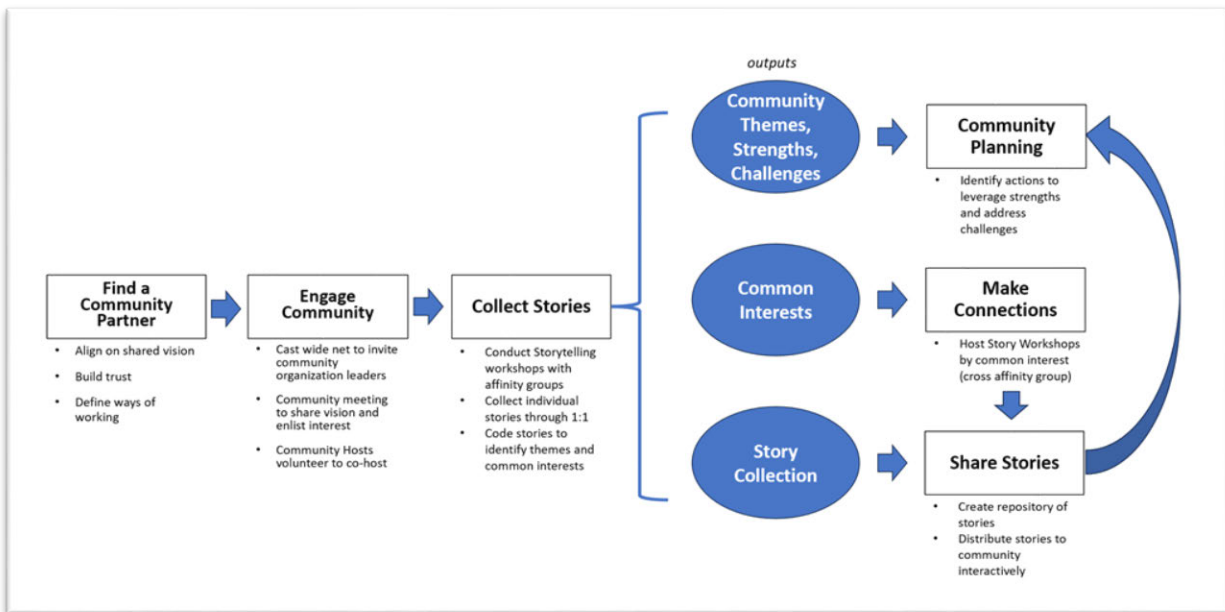 outputs
Community
Themes,
Strengths,
Challenges
Community
Planning
• Identify actions to
leverage strengths
and address
challenges
Find a
Community
Partner
• Align on shared vision
• Build trust
• Define ways of
working
Engage
Community
• Cast wide net to invite
community
organization leaders
• Community meeting
to share vision and
enlist interest
• Community Hosts
volunteer to co-host
Collect Stories
• Conduct Storytelling
workshops with
affinity groups
• Collect individual
stories through 1:1
• Code stories to
identify themes and
common interests
Common
Interests
Make
Connections
• Host Story Workshops
by common interest
(cross affinity group)
Story
Collection
Share Stories
• Create repository of
stories
• Distribute stories to
community
interactively